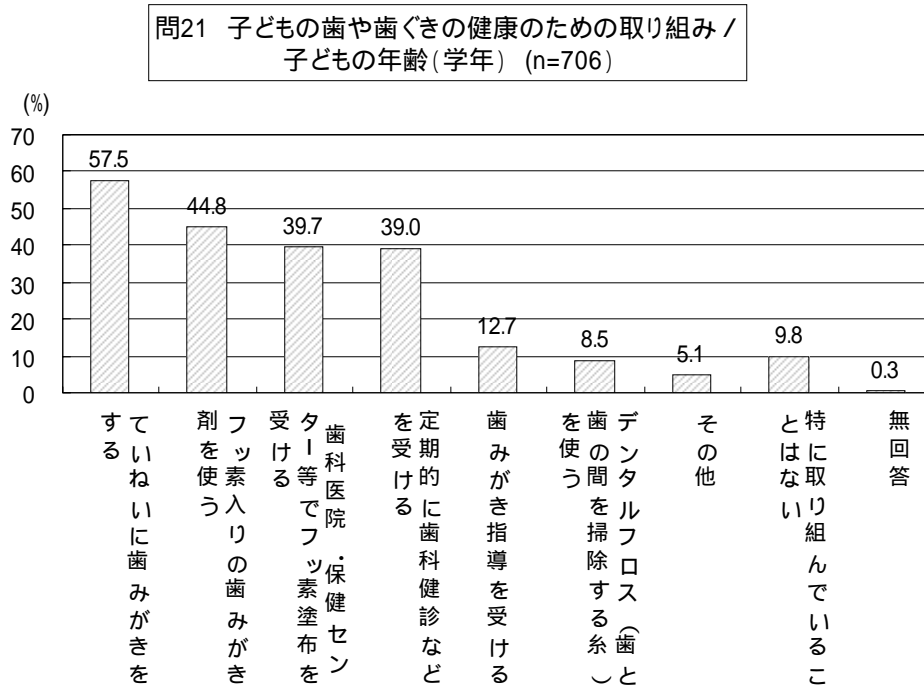 問21 子どもの歯や歯ぐきの健康のための取り組み /
子どもの年齢(学年) (n=706)
(%)
70
60
50
40
30
20
10
0
57.5
44.8
39.7
39.0
12.7
8.5
5.1
9.8
0.3
ていねいに歯みがきを
する
フッ素入りの歯みがき
剤を使う
歯科医院・保健セン
ター等でフッ素塗布を
受ける
定期的に歯科健診など
を受ける
歯みがき指導を受ける
デンタルフロス(歯と
歯の間を掃除する糸)
を使う
その他
特に取り組んでいるこ
とはない
無回答